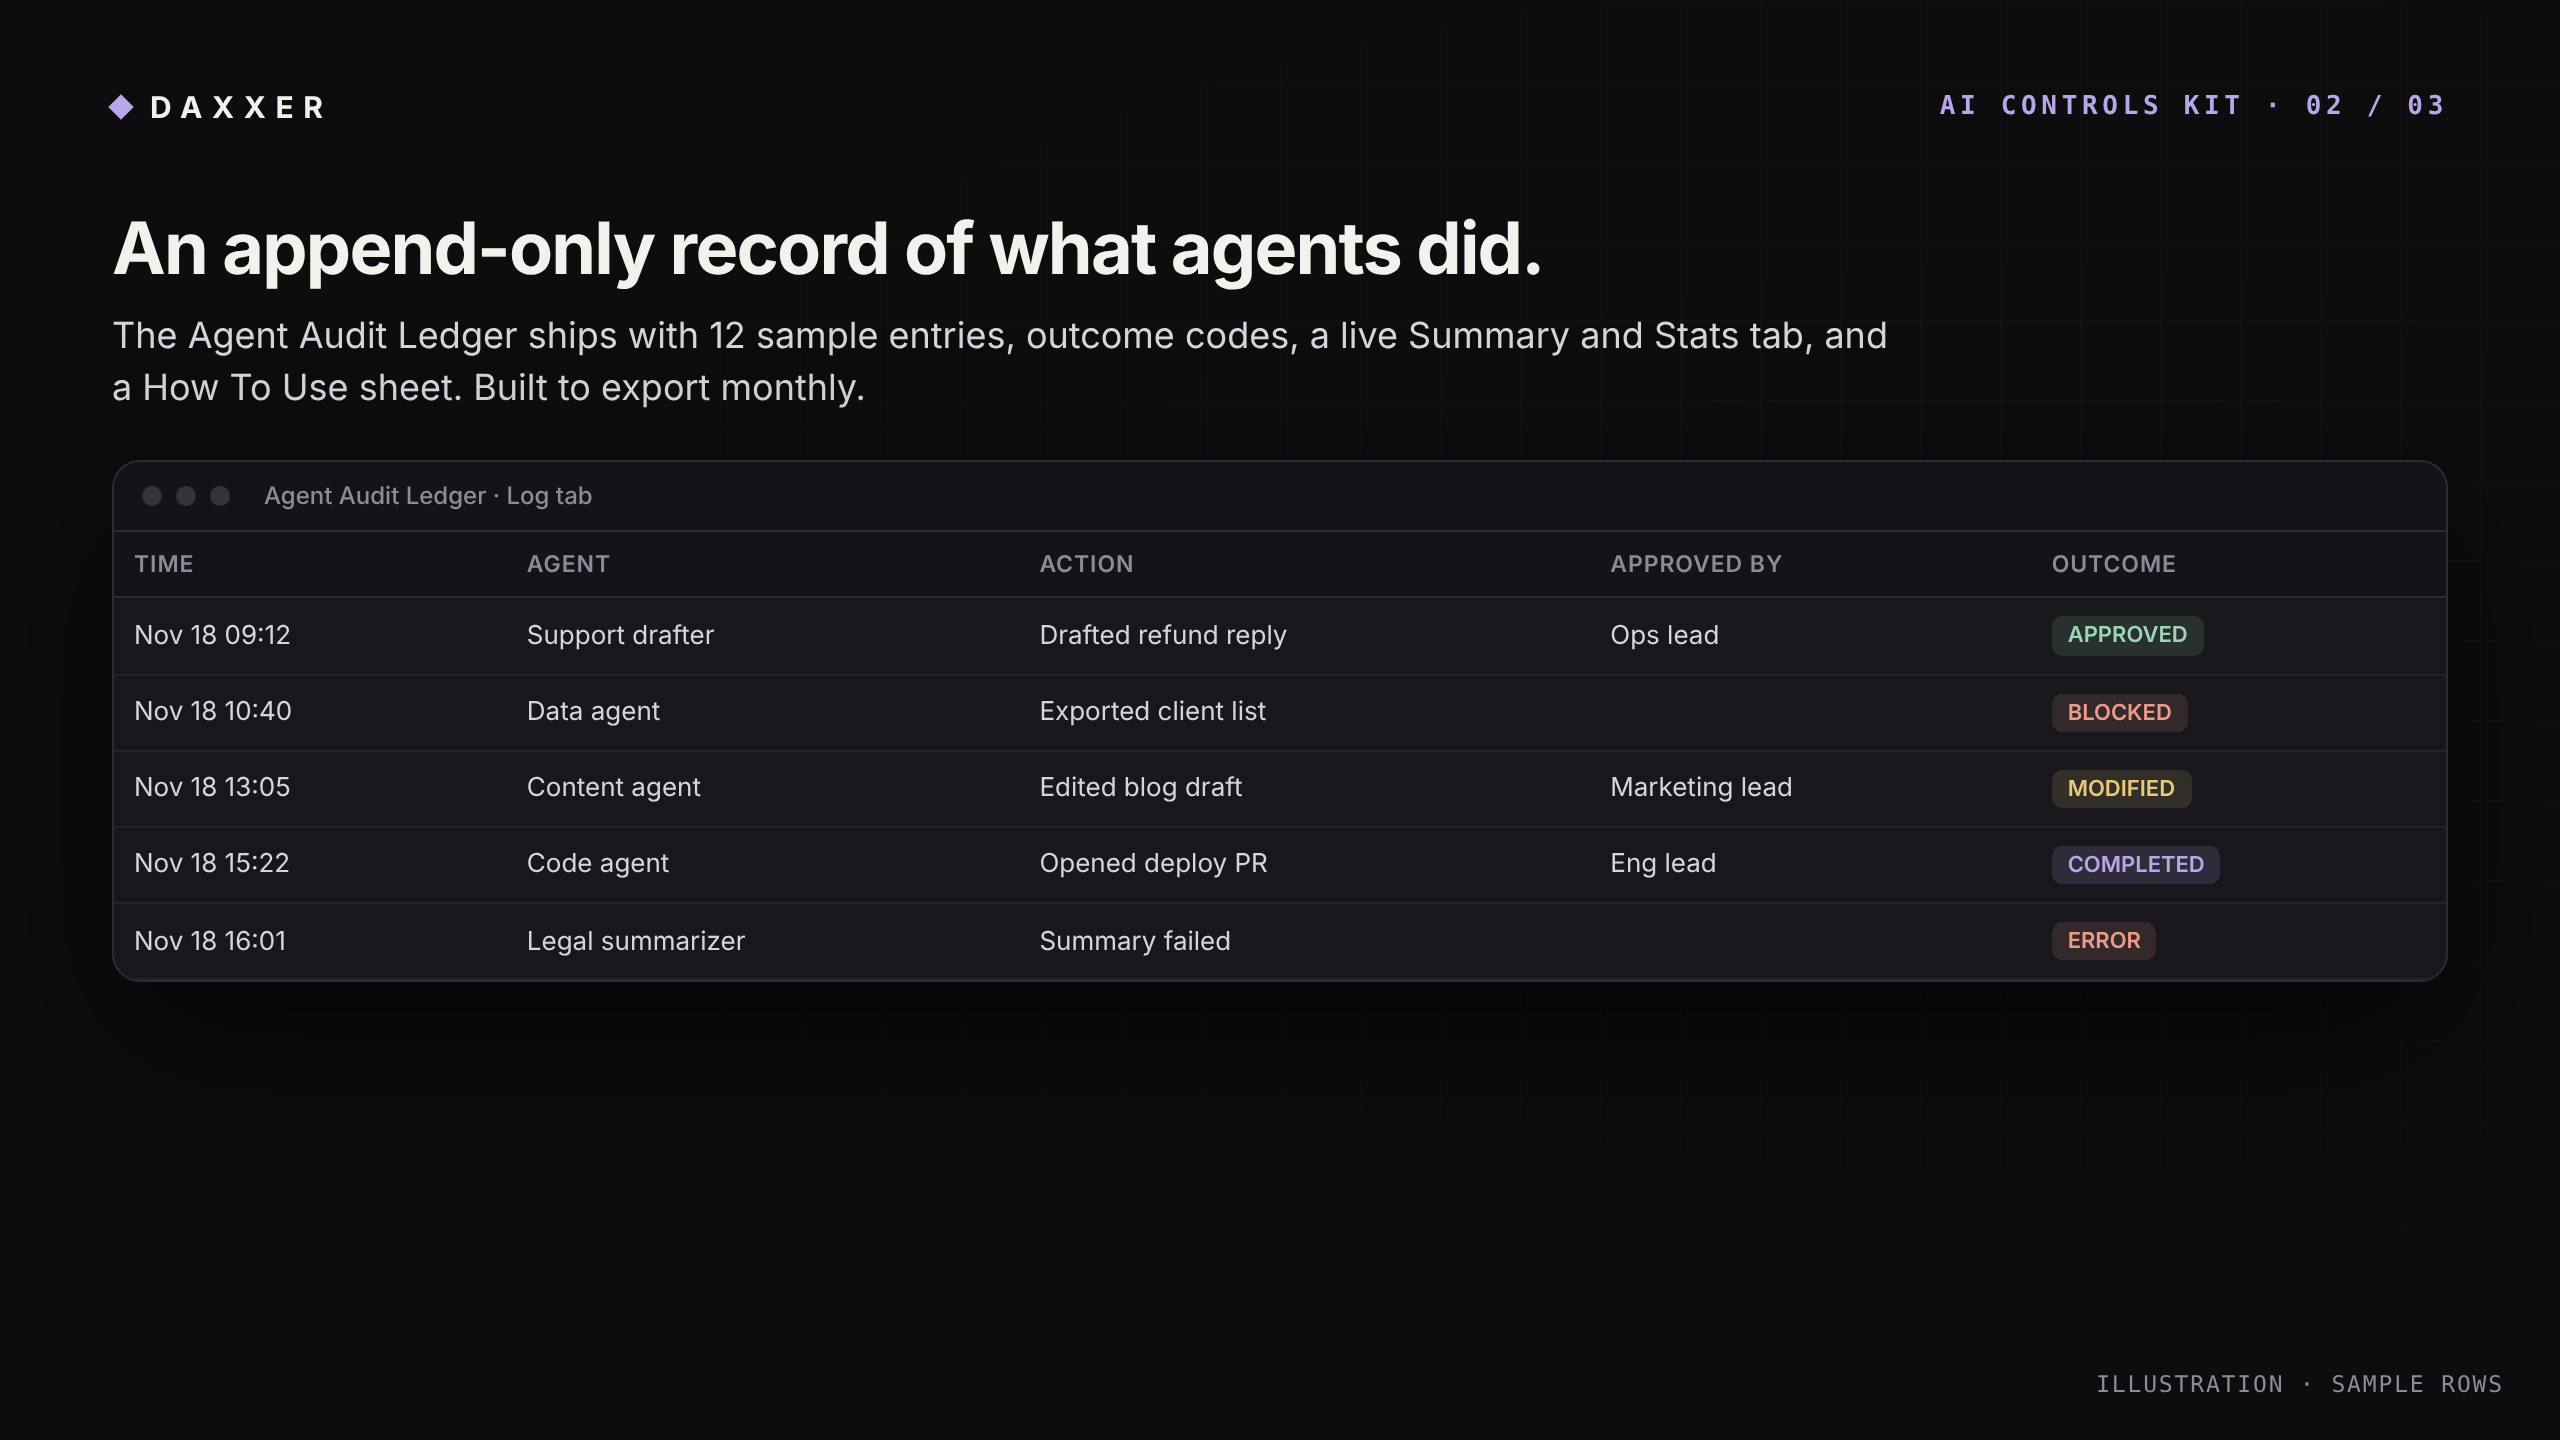 DAXXER
AI CONTROLS KIT · 02 / 03
An append-only record of what agents did.
The Agent Audit Ledger ships with 12 sample entries, outcome codes, a live Summary and Stats tab, and
a How To Use sheet. Built to export monthly.
Agent Audit Ledger · Log tab
TIME AGENT ACTION APPROVED BY OUTCOME
Nov 18 09:12 Support drafter Drafted refund reply Ops lead APPROVED
Nov 18 10:40 Data agent Exported client list BLOCKED
Nov 18 13:05 Content agent Edited blog draft Marketing lead MODIFIED
Nov 18 15:22 Code agent Opened deploy PR Eng lead COMPLETED
Nov 18 16:01 Legal summarizer Summary failed ERROR
ILLUSTRATION · SAMPLE ROWS